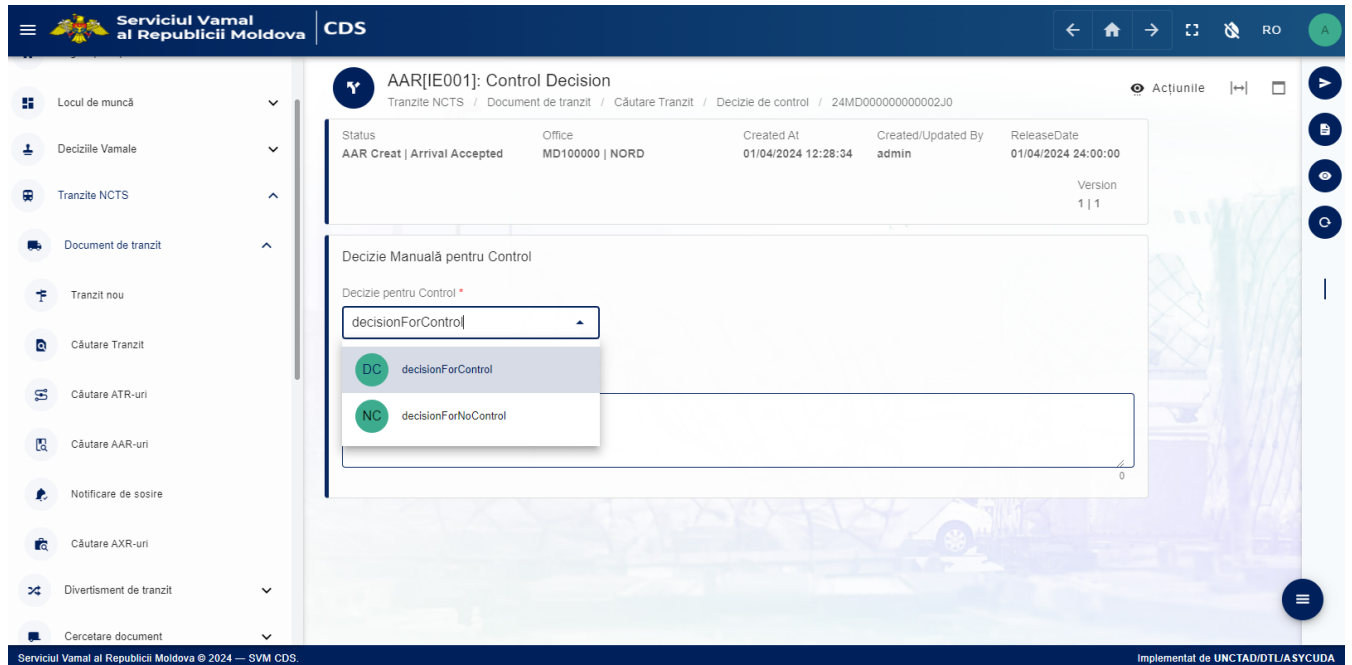 Serviciul Vamal
al Republicii Moldova
CDS
RO
A
AAR[IE001]: Control Decision
Tranzite NCTS / Document de tranzit / Căutare Tranzit / Decizie de control / 24MD000000000002J0
Acțiunile
Locul de muncă
Deciziile Vamale
Tranzite NCTS
Document de tranzit
Tranzit nou
Căutare Tranzit
Căutare ATR-uri
Căutare AAR-uri
Notificare de sosire
Căutare AXR-uri
Divertisment de tranzit
Cercetare document
Status Office Created At Created/Updated By ReleaseDate
AAR Creat | Arrival Accepted MD100000 | NORD 01/04/2024 12:28:34 admin 01/04/2024 24:00:00
Version
1 | 1
Decizie Manuală pentru Control
Decizie pentru Control *
decisionForControl
DC decisionForControl
NC decisionForNoControl
0
Serviciul Vamal al Republicii Moldova © 2024 — SVM CDS.
Implementat de UNCTAD/DTL/ASYCUDA